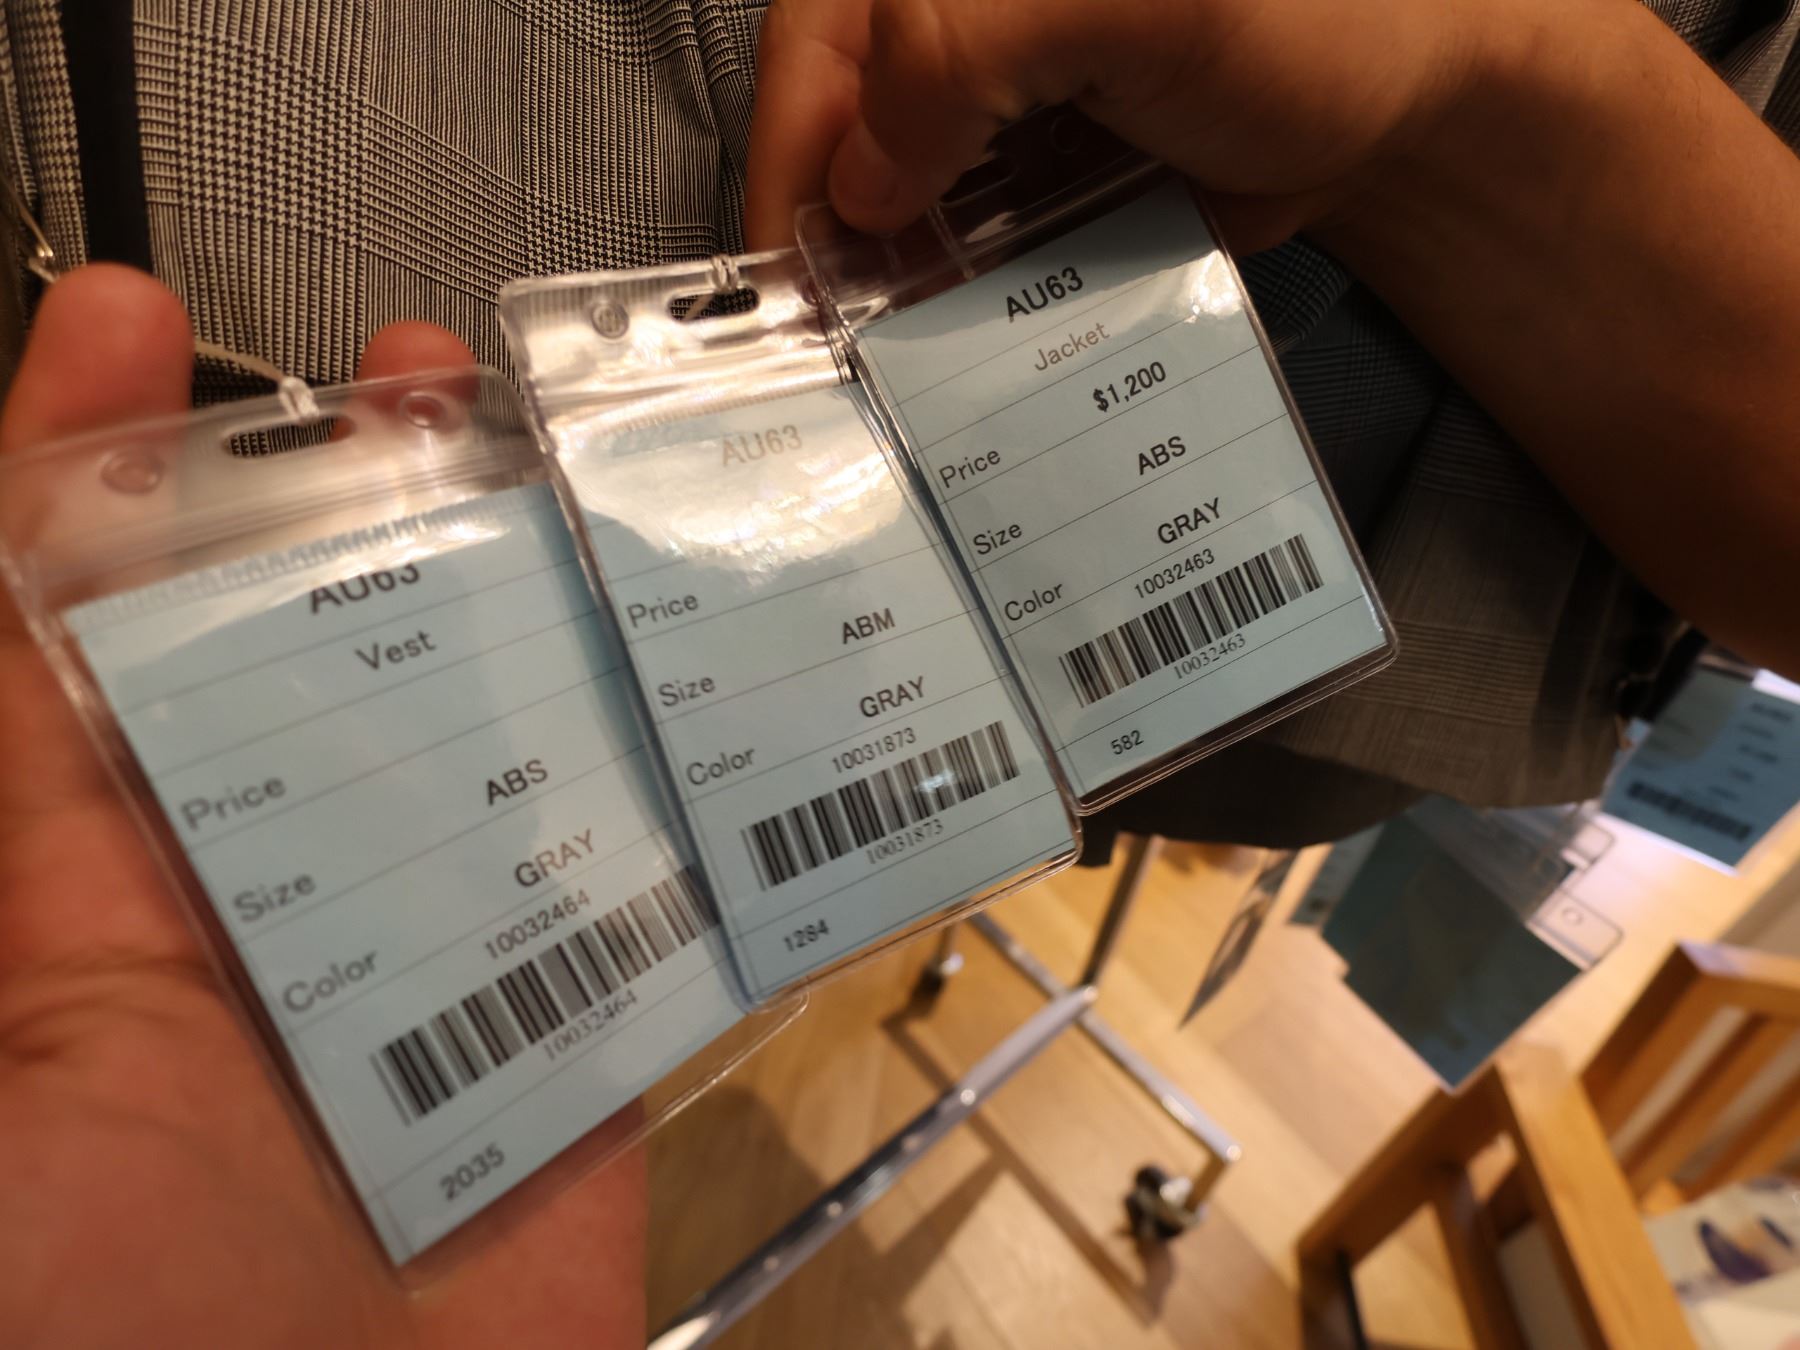 AU63
Vest
Price
ABS
Size
GRAY
Color
10032464
10032464
2035
AU63
Price
ABM
Size
GRAY
Color
10031873
10031873
1284
AU63
Jacket
$1,200
Price
ABS
Size
GRAY
Color
10032463
10032463
582